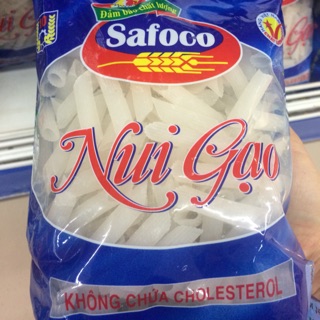 Đảm bảo chất lượng
Safoco
Nui Gạo
KHÔNG CHỨA CHOLESTEROL